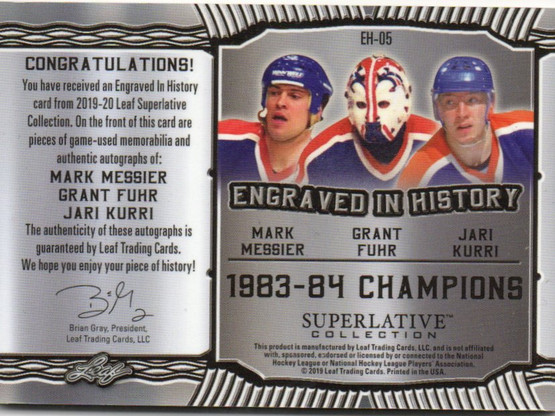 CONGRATULATIONS!
You have received an Engraved In History
card from 2019-20 Leaf Superlative
Collection. On the front of this card are
pieces of game-used memorabilia and
authentic autographs of:
MARK MESSIER
GRANT FUHR
JARI KURRI
The authenticity of these autographs is
guaranteed by Leaf Trading Cards.
We hope you enjoy your piece of history!
Brian Gray, President,
Leaf Trading Cards, LLC
Leaf
EH-05
ENGRAVED IN HISTORY
MARK MESSIER
GRANT FUHR
JARI KURRI
1983-84 CHAMPIONS
SUPERLATIVE™
COLLECTION
This product is manufactured by Leaf Trading Cards, LLC. and is not affiliated
with, sponsored, endorsed or licensed by or connected to the National
Hockey League or National Hockey League Players' Association.
© 2019 Leaf Trading Cards. Printed in the USA.